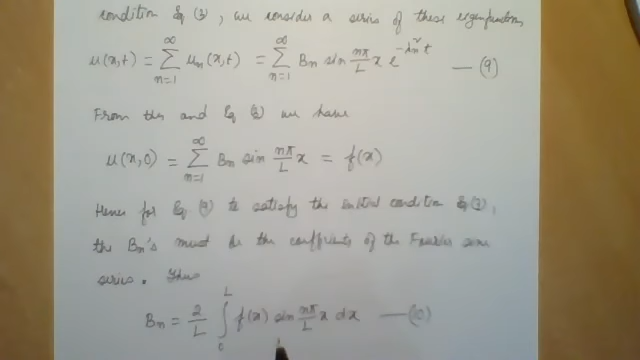 condition Eq (3), we consider a series of these eigenfunctions,
u(x,t) = ∑_{n=1}^{∞} u_n(x,t) = ∑_{n=1}^{∞} B_n sin nπ/L x e^{-λ_n^2 t} — (9)
From this and Eq (3) we have
u(x,0) = ∑_{n=1}^{∞} B_n sin nπ/L x = f(x)
Hence for Eq (9) to satisfy the initial condition Eq (3),
the B_n's must be the coefficients of the Fourier sine
series. Thus
B_n = 2/L ∫_0^L f(x) sin nπ/L x dx — (10)